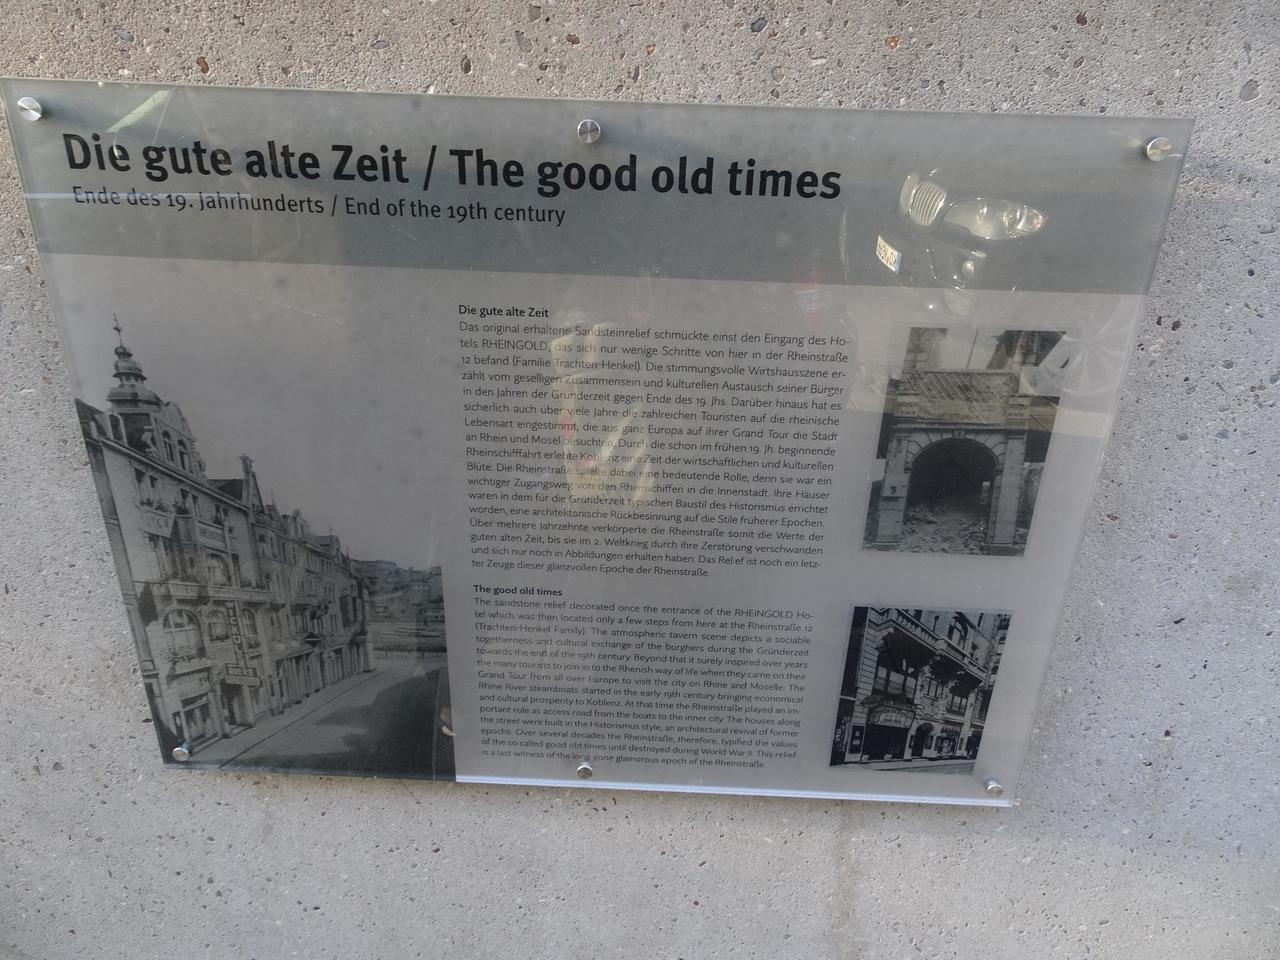 Die gute alte Zeit / The good old times
Ende des 19. Jahrhunderts / End of the 19th century
Die gute alte Zeit
Das original erhaltene Sandsteinrelief schmückte einst den Eingang des Ho-
tels RHEINGOLD, das sich nur wenige Schritte von hier in der Rheinstraße
12 befand (Familie Trachten-Henkel). Die stimmungsvolle Wirtshausszene er-
zählt vom geselligen Zusammensein und kulturellen Austausch seiner Bürger
in den Jahren der Gründerzeit gegen Ende des 19. Jhs. Darüber hinaus hat es
sicherlich auch über viele Jahre die zahlreichen Touristen auf die rheinische
Lebensart eingestimmt, die aus ganz Europa auf ihrer Grand Tour die Stadt
an Rhein und Mosel besuchten. Durch die schon im frühen 19. Jh. beginnende
Rheinschifffahrt erlebte Koblenz eine Zeit der wirtschaftlichen und kulturellen
Blüte. Die Rheinstraße spielte dabei eine bedeutende Rolle, denn sie war ein
wichtiger Zugangsweg von den Rheinschiffen in die Innenstadt. Ihre Häuser
waren in dem für die Gründerzeit typischen Baustil des Historismus errichtet
worden, eine architektonische Rückbesinnung auf die Stile früherer Epochen.
Über mehrere Jahrzehnte verkörperte die Rheinstraße somit die Werte der
guten alten Zeit, bis sie im 2. Weltkrieg durch ihre Zerstörung verschwanden
und sich nur noch in Abbildungen erhalten haben. Das Relief ist noch ein letz-
ter Zeuge dieser glanzvollen Epoche der Rheinstraße.
The good old times
The sandstone relief decorated once the entrance of the RHEINGOLD Ho-
tel which was then located only a few steps from here at the Rheinstraße 12
(Trachten-Henkel Family). The atmospheric tavern scene depicts a sociable
togetherness and cultural exchange of the burghers during the Gründerzeit
towards the end of the 19th century. Beyond that it surely inspired over years
the many tourists to join in to the Rhenish way of life when they came on their
Grand Tour from all over Europe to visit the city on Rhine and Moselle. The
Rhine River steamboats started in the early 19th century bringing economical
and cultural prosperity to Koblenz. At that time the Rheinstraße played an im-
portant role as access road from the boats to the inner city. The houses along
the street were built in the Historismus style, an architectural revival of former
epochs. Over several decades the Rheinstraße, therefore, typified the values
of the so called good old times until destroyed during World War II. This relief
is a last witness of the long-gone glamorous epoch of the Rheinstraße.